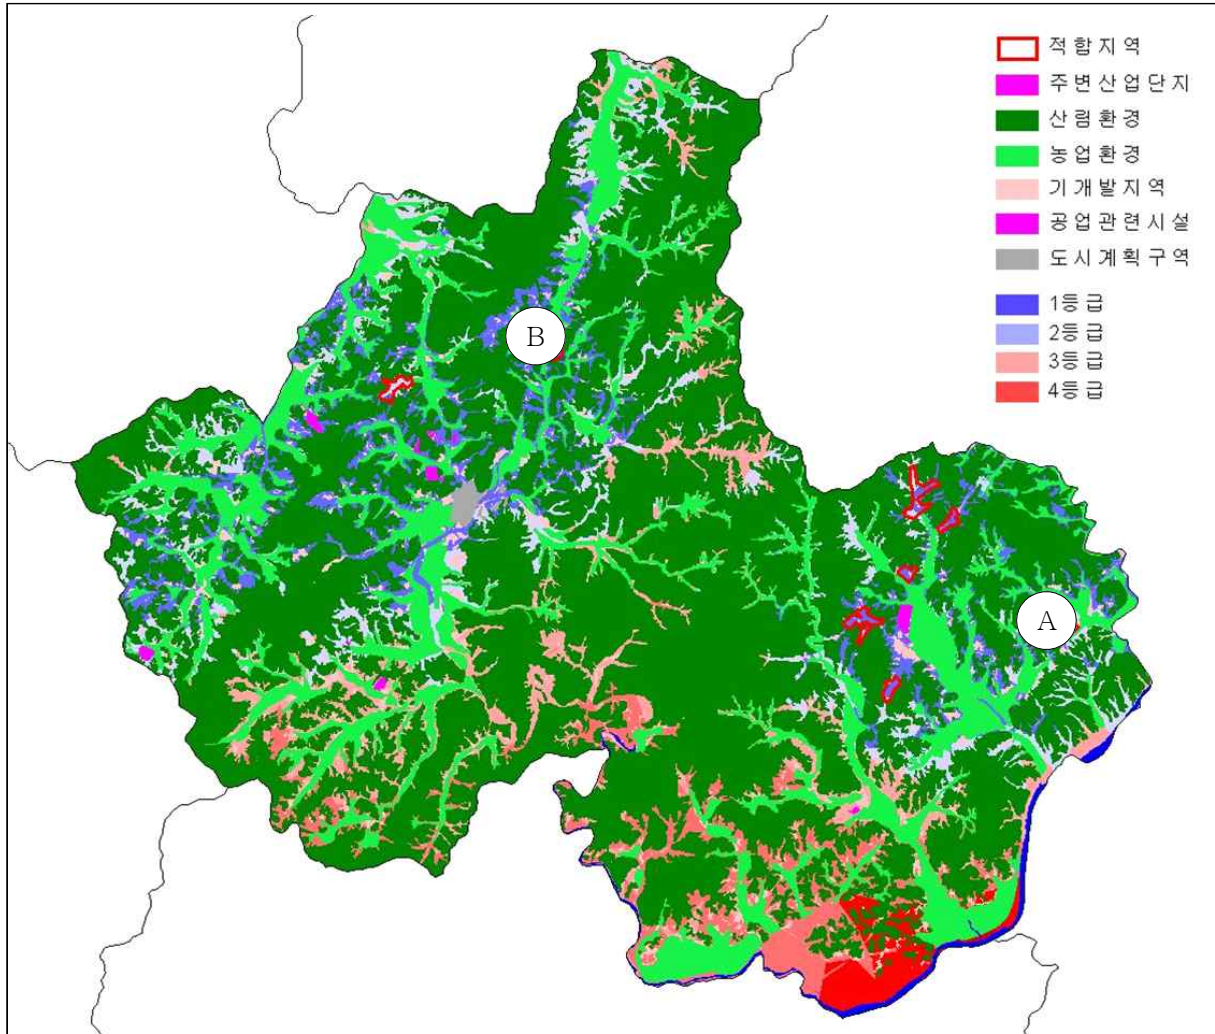 적합지역
주변산업단지
산림환경
농업환경
기개발지역
공업관련시설
도시계획구역
1등급
2등급
3등급
4등급
B
A